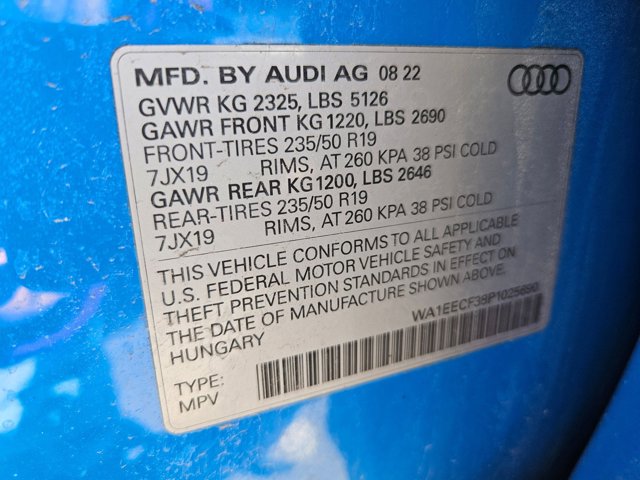 MFD. BY AUDI AG 08 22
GVWR KG 2325, LBS 5126
GAWR FRONT KG 1220, LBS 2690
FRONT-TIRES 235/50 R19
7JX19 RIMS, AT 260 KPA 38 PSI COLD
GAWR REAR KG 1200, LBS 2646
REAR-TIRES 235/50 R19
7JX19 RIMS, AT 260 KPA 38 PSI COLD
THIS VEHICLE CONFORMS TO ALL APPLICABLE
U.S. FEDERAL MOTOR VEHICLE SAFETY AND
THEFT PREVENTION STANDARDS IN EFFECT ON
THE DATE OF MANUFACTURE SHOWN ABOVE.
HUNGARY
TYPE:
MPV